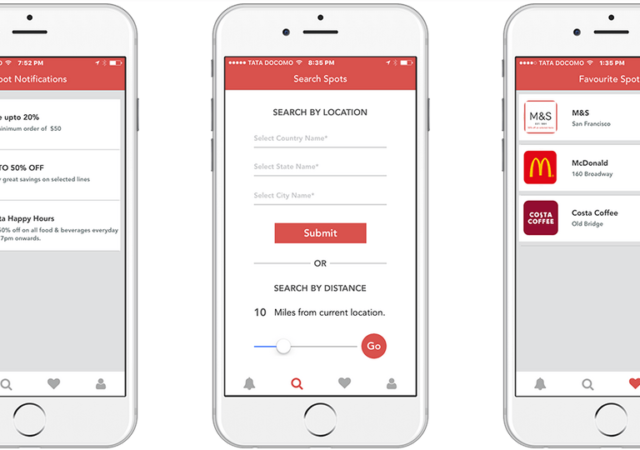 7:52 PM
ot Notifications
upto 20%
inimum order of $50
TO 50% OFF
great savings on selected lines
ta Happy Hours
50% off on all food & beverages everyday
7pm onwards.
TATA DOCOMO
8:35 PM
Search Spots
SEARCH BY LOCATION
Select Country Name*
Select State Name*
Select City Name*
Submit
OR
SEARCH BY DISTANCE
10 Miles from current location.
Go
TATA DOCOMO
1:35 PM
Favourite Spot
M&S
M&S
San Francisco
McDonald
160 Broadway
COSTA
COFFEE
Costa Coffee
Old Bridge